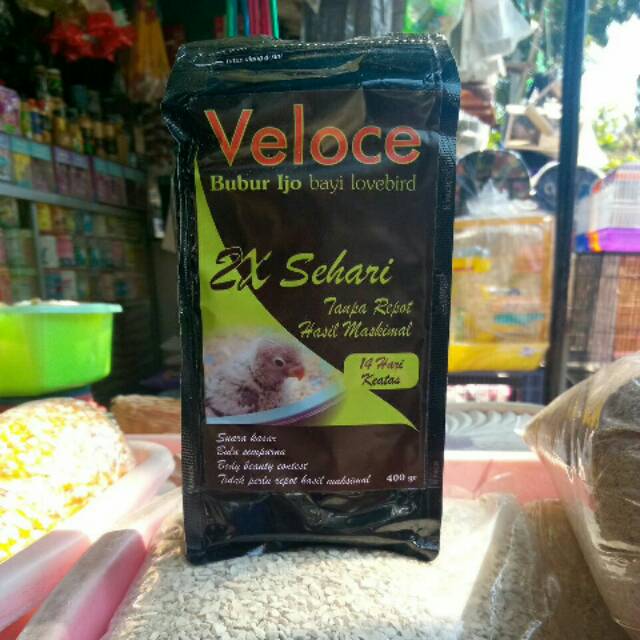 Veloce
Bubur Ijo bayi lovebird
2X Sehari
Tanpa Repot
Hasil Maskimal
14 Hari
Keatas
Suara kasar
Bulu sempurna
Body beauty contest
Tidak perlu repot hasil maksimal
400 gr